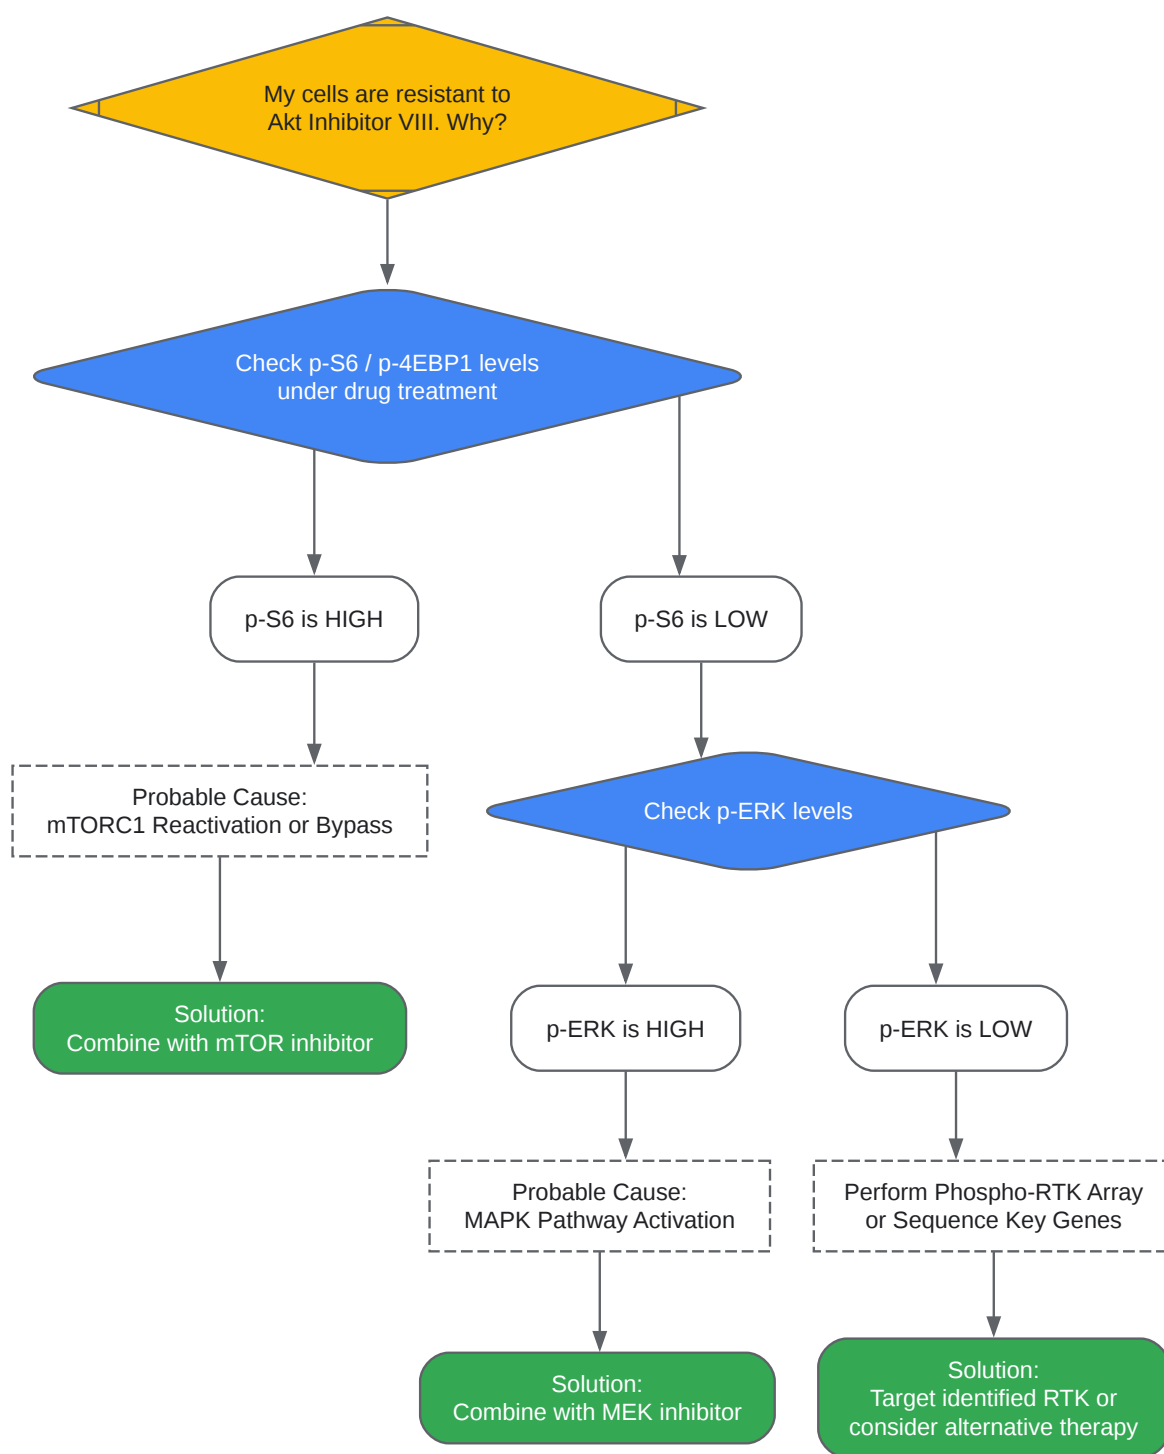 My cells are resistant to
Akt Inhibitor VIII. Why?
Check p-S6 / p-4EBP1 levels
under drug treatment
p-S6 is HIGH
p-S6 is LOW
Probable Cause:
mTORC1 Reactivation or Bypass
Check p-ERK levels
Solution:
Combine with mTOR inhibitor
p-ERK is HIGH
p-ERK is LOW
Probable Cause:
MAPK Pathway Activation
Perform Phospho-RTK Array
or Sequence Key Genes
Solution:
Combine with MEK inhibitor
Solution:
Target identified RTK or
consider alternative therapy